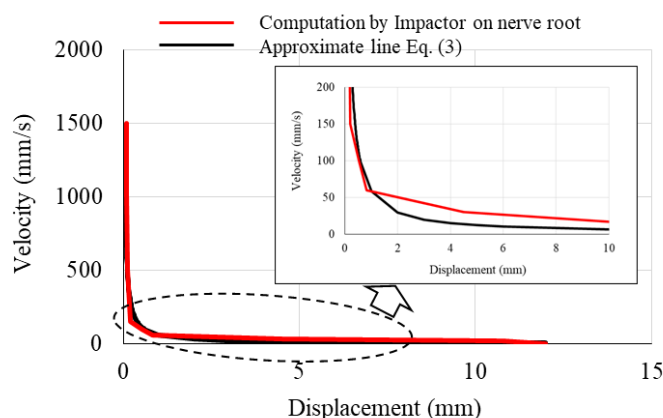 Computation by Impactor on nerve root
Approximate line Eq. (3)
2000
1500
1000
500
0
Velocity (mm/s)
0 5 10 15
Displacement (mm)
200
150
100
50
0
Velocity (mm/s)
0 2 4 6 8 10
Displacement (mm)